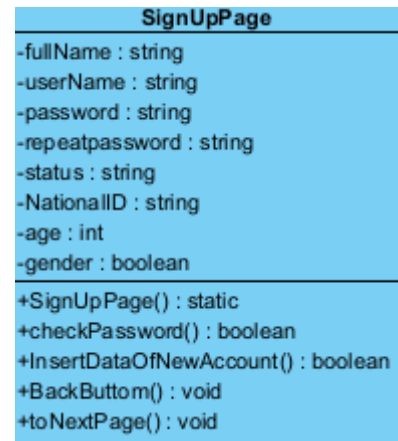 SignUpPage
-fullName : string
-userName : string
-password : string
-repeatpassword : string
-status : string
-NationalID : string
-age : int
-gender : boolean
+SignUpPage() : static
+checkPassword() : boolean
+InsertDataOfNewAccount() : boolean
+BackButtom() : void
+toNextPage() : void